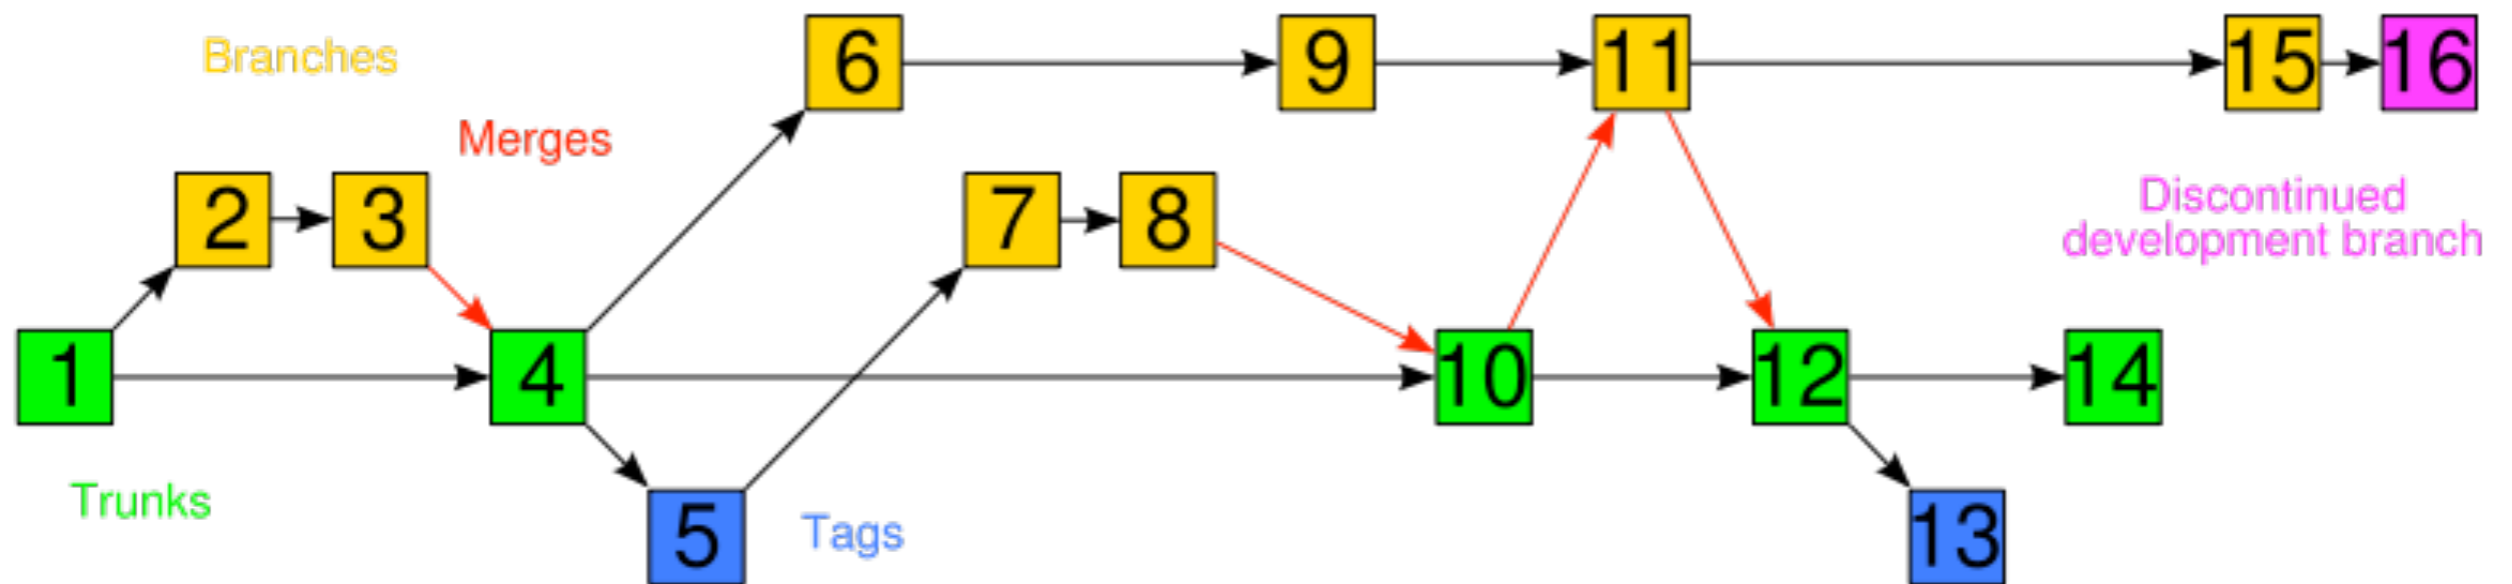 Branches
6
9
11
15
16
Merges
2
3
7
8
Discontinued
development branch
1
4
10
12
14
Trunks
5
Tags
13